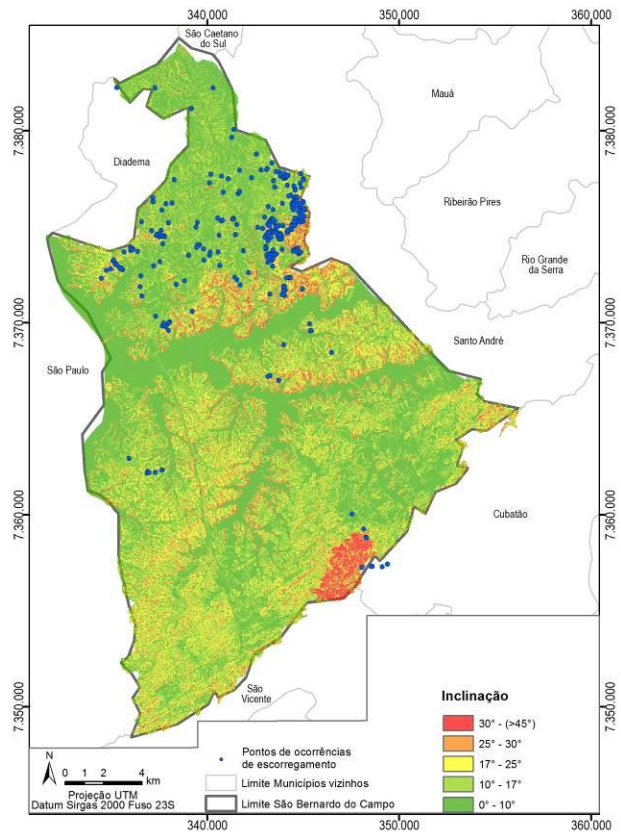 340.000
350.000
360.000
São Caetano
do Sul
Mauá
7.380.000
7.380.000
Diadema
Ribeirão Pires
Rio Grande
da Serra
7.370.000
7.370.000
Santo André
São Paulo
7.360.000
7.360.000
Cubatão
7.350.000
7.350.000
São
Vicente
Inclinação
30° - (>45°)
25° - 30°
17° - 25°
10° - 17°
0° - 10°
Pontos de ocorrências
de escorregamento
Limite Municípios vizinhos
Limite São Bernardo do Campo
N
0 1 2 4
km
Projeção UTM
Datum Sirgas 2000 Fuso 23S
340.000
350.000
360.000